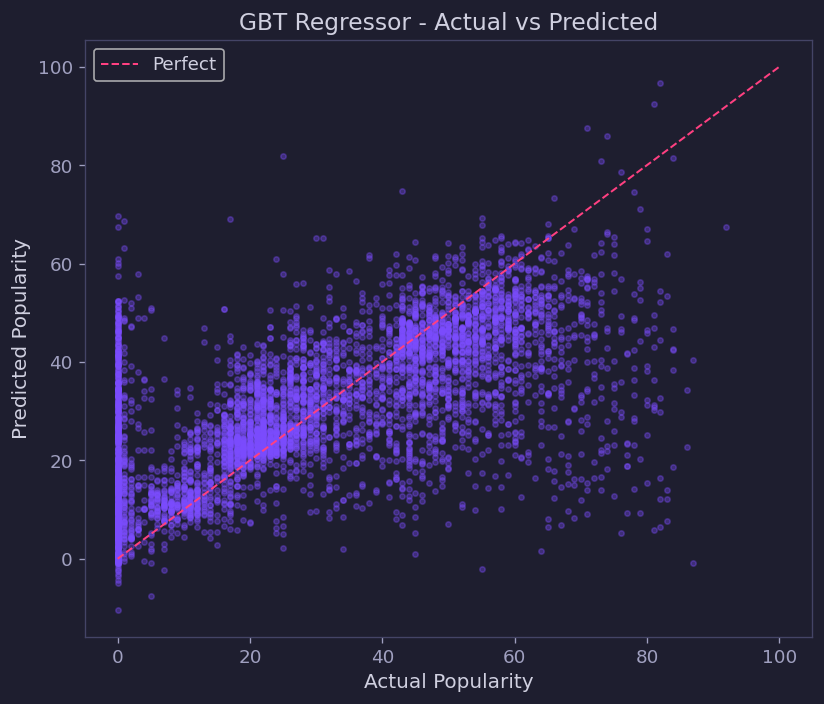 GBT Regressor - Actual vs Predicted
Perfect
100
80
60
40
20
0
Predicted Popularity
0 20 40 60 80 100
Actual Popularity